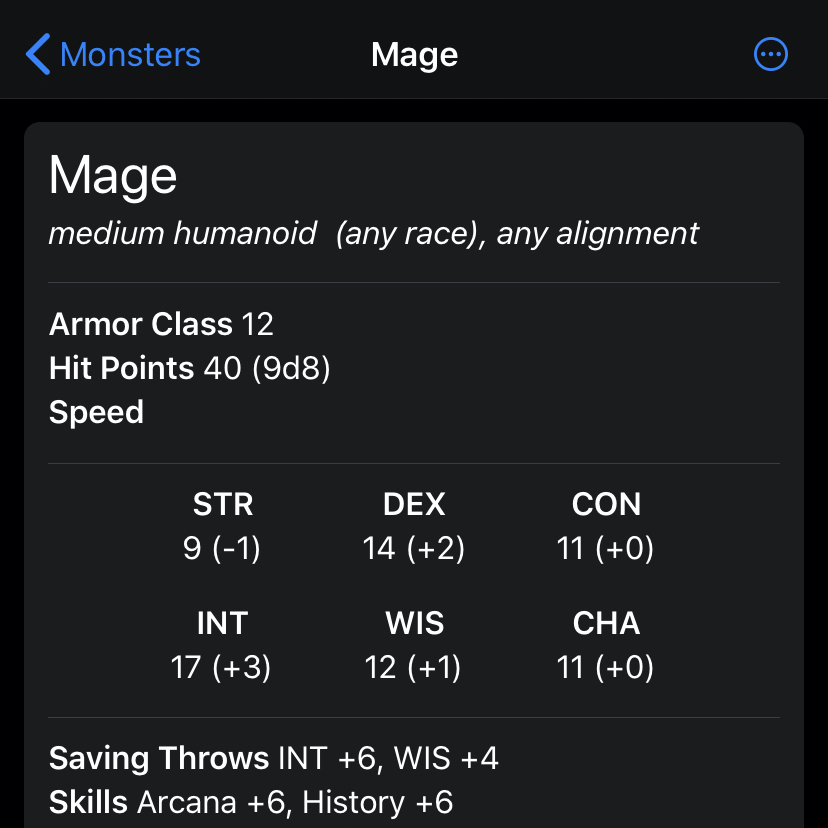 Monsters
Mage
Mage
medium humanoid  (any race), any alignment
Armor Class 12
Hit Points 40 (9d8)
Speed
STR DEX CON
9 (-1) 14 (+2) 11 (+0)
INT WIS CHA
17 (+3) 12 (+1) 11 (+0)
Saving Throws INT +6, WIS +4
Skills Arcana +6, History +6